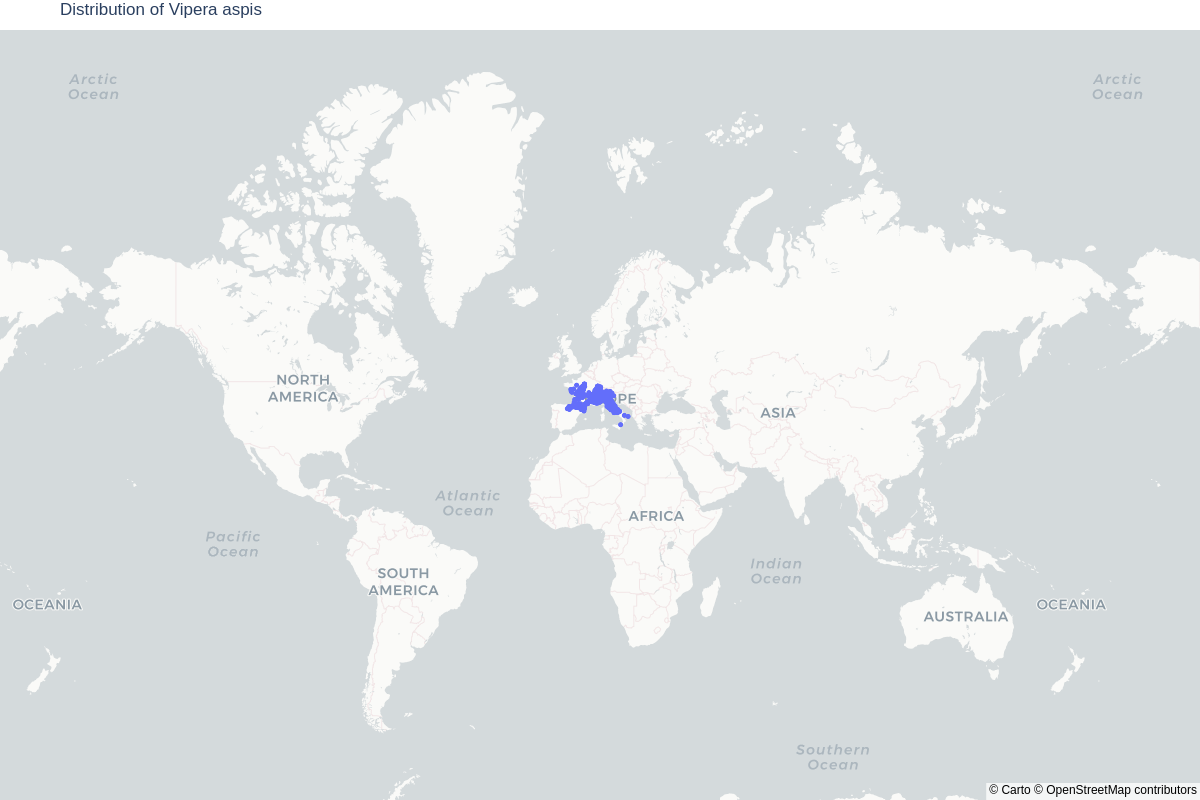 Distribution of Vipera aspis
Arctic
Ocean
Arctic
Ocean
NORTH
AMERICA
PE
ASIA
Atlantic
Ocean
AFRICA
Pacific
Ocean
Indian
Ocean
SOUTH
AMERICA
OCEANIA
AUSTRALIA
OCEANIA
Southern
Ocean
© Carto © OpenStreetMap contributors